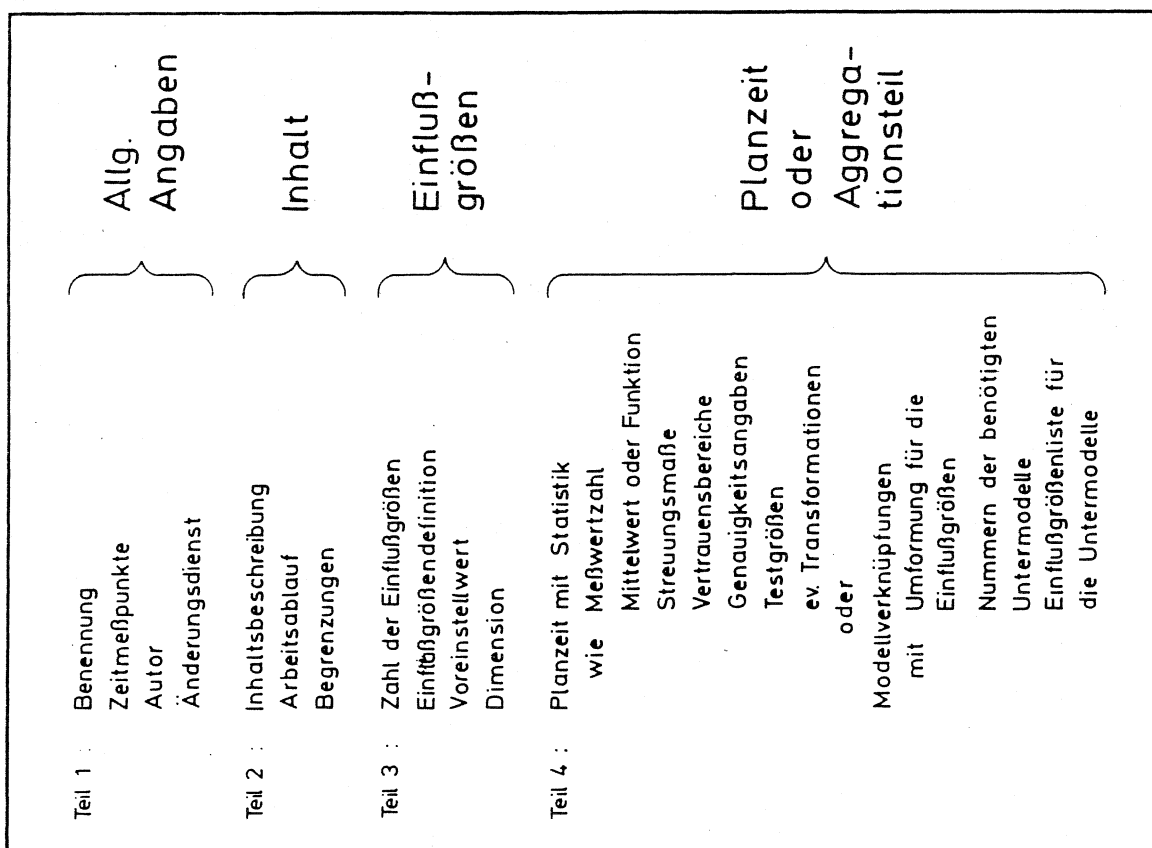 Teil 1 : Benennung
Zeitmeßpunkte
Autor
Änderungsdienst
Allg.
Angaben
Teil 2 : Inhaltsbeschreibung
Arbeitsablauf
Begrenzungen
Inhalt
Teil 3 : Zahl der Einflußgrößen
Einflußgrößendefinition
Voreinstellwert
Dimension
Einfluß-
größen
Teil 4 : Planzeit mit Statistik
wie Meßwertzahl
Mittelwert oder Funktion
Streuungsmaße
Vertrauensbereiche
Genauigkeitsangaben
Testgrößen
ev. Transformationen
oder
Modellverknüpfungen
mit Umformung für die
Einflußgrößen
Nummern der benötigten
Untermodelle
Einflußgrößenliste für
die Untermodelle
Planzeit
oder
Aggrega-
tionsteil